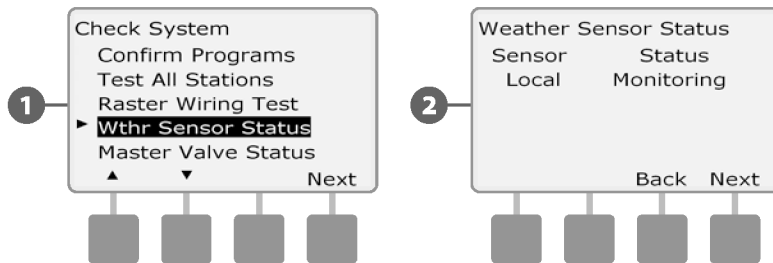 1
Check System
Confirm Programs
Test All Stations
Raster Wiring Test
► Wthr Sensor Status
Master Valve Status
▲ ▼ Next
2
Weather Sensor Status
Sensor Status
Local Monitoring
Back Next